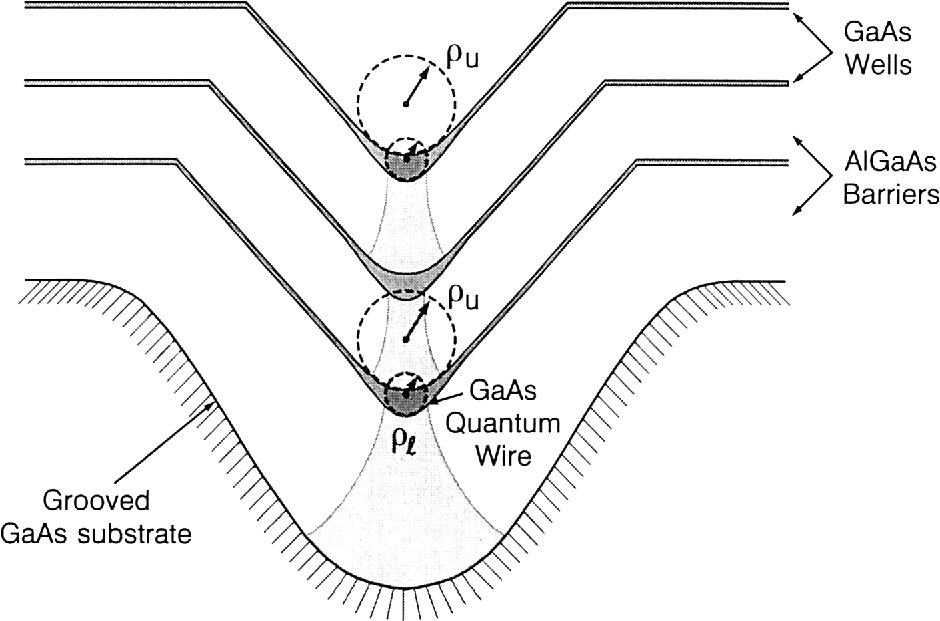 ρu
GaAs
Wells
AlGaAs
Barriers
ρu
GaAs
Quantum
Wire
ρℓ
Grooved
GaAs substrate